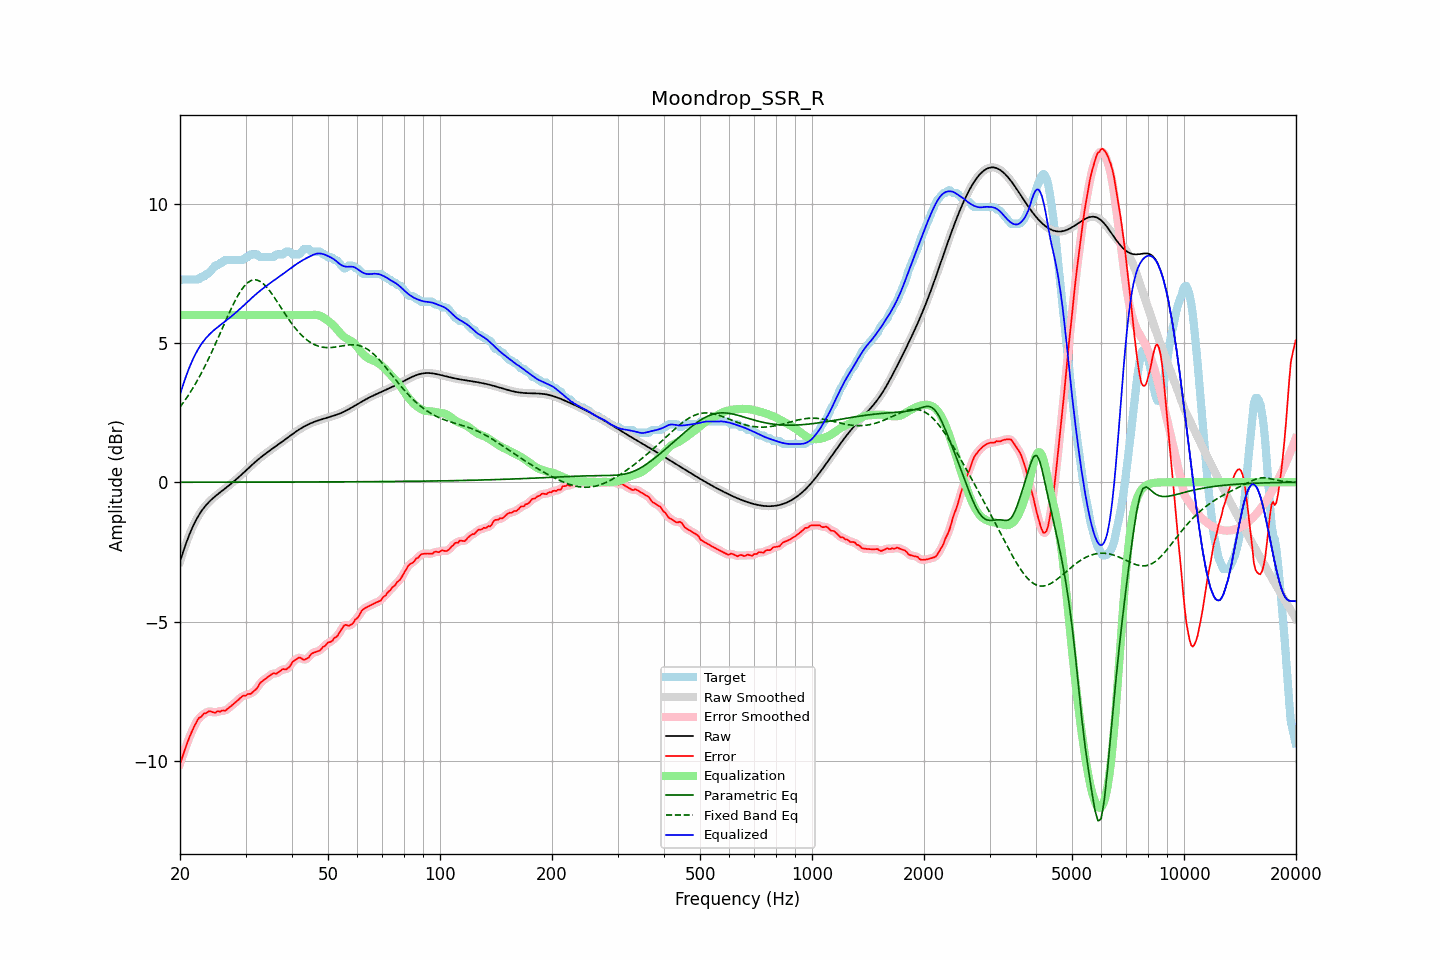 Moondrop_SSR_R
Amplitude (dBr)
10
5
0
−5
−10
Target
Raw Smoothed
Error Smoothed
Raw
Error
Equalization
Parametric Eq
Fixed Band Eq
Equalized
20 50 100 200 500 1000 2000 5000 10000 20000
Frequency (Hz)